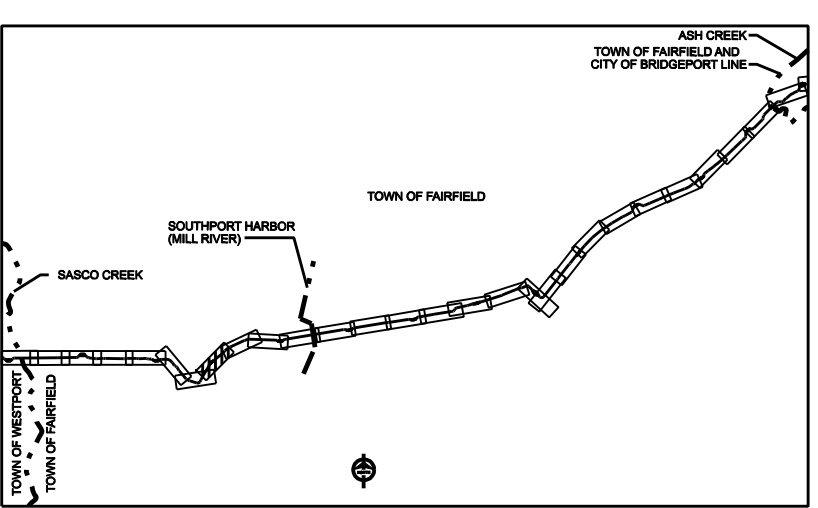 ASH CREEK
TOWN OF FAIRFIELD AND
CITY OF BRIDGEPORT LINE
TOWN OF FAIRFIELD
SOUTHPORT HARBOR
(MILL RIVER)
SASCO CREEK
TOWN OF WESTPORT
TOWN OF FAIRFIELD